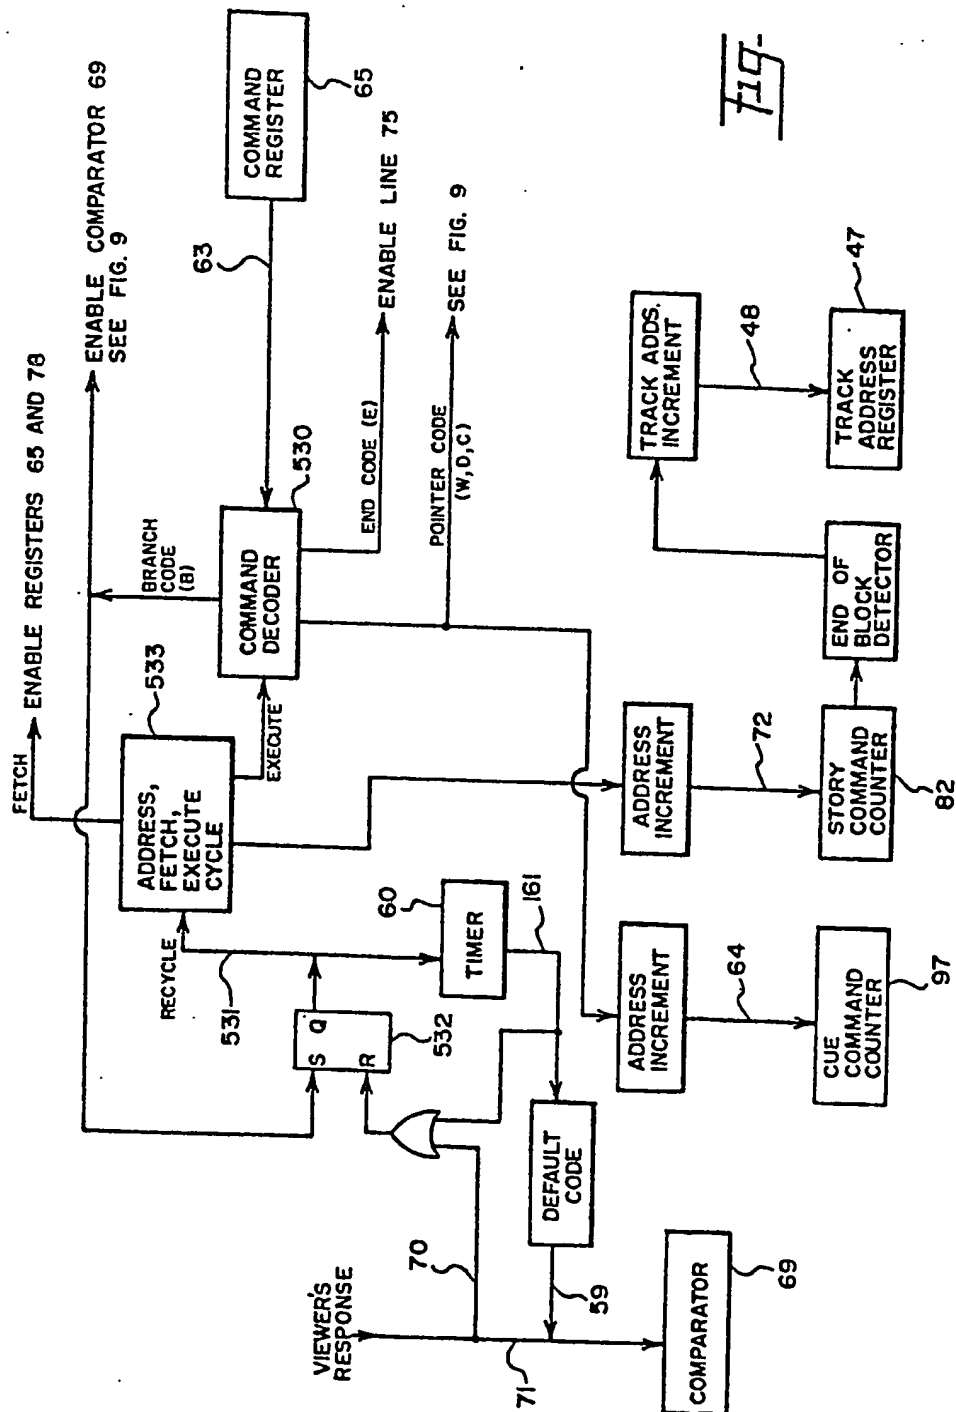 FETCH
ENABLE REGISTERS 65 AND 78
ENABLE COMPARATOR 69
SEE FIG. 9
533
ADDRESS,
FETCH,
EXECUTE
CYCLE
BRANCH
CODE
(B)
COMMAND
REGISTER
65
63
RECYCLE
531
EXECUTE
COMMAND
DECODER
530
S
Q
R
532
60
TIMER
161
END CODE (E)
ENABLE LINE 75
POINTER CODE
(W,D,C)
SEE FIG. 9
VIEWER'S
RESPONSE
70
71
DEFAULT
CODE
59
COMPARATOR
69
ADDRESS
INCREMENT
64
CUE
COMMAND
COUNTER
97
ADDRESS
INCREMENT
72
STORY
COMMAND
COUNTER
82
END OF
BLOCK
DETECTOR
TRACK ADDS.
INCREMENT
48
TRACK
ADDRESS
REGISTER
47
Fig-